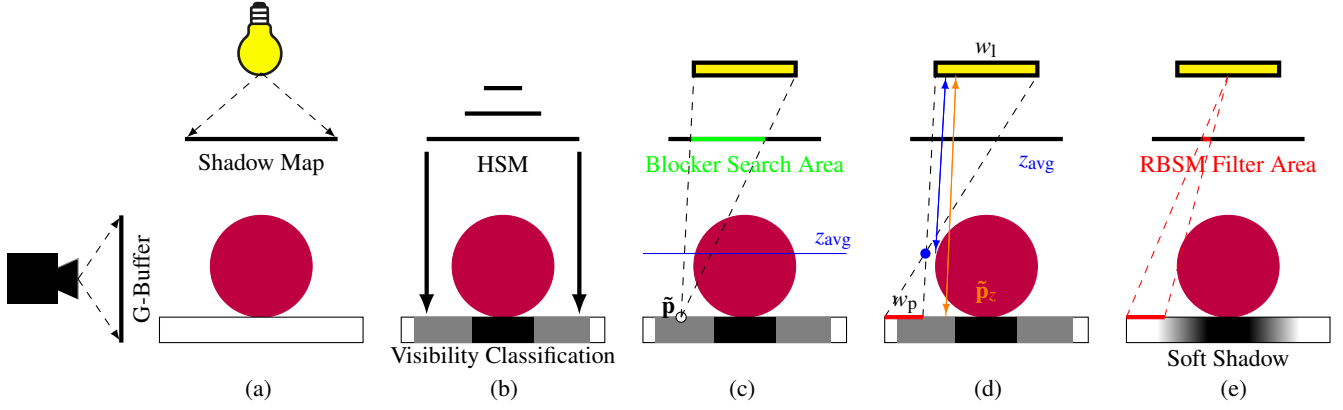 Shadow Map
G-Buffer
(a)
HSM
Visibility Classification
(b)
Blocker Search Area
z_avg
p̃
(c)
w_l
z_avg
p̃_z
w_p
(d)
RBSM Filter Area
Soft Shadow
(e)